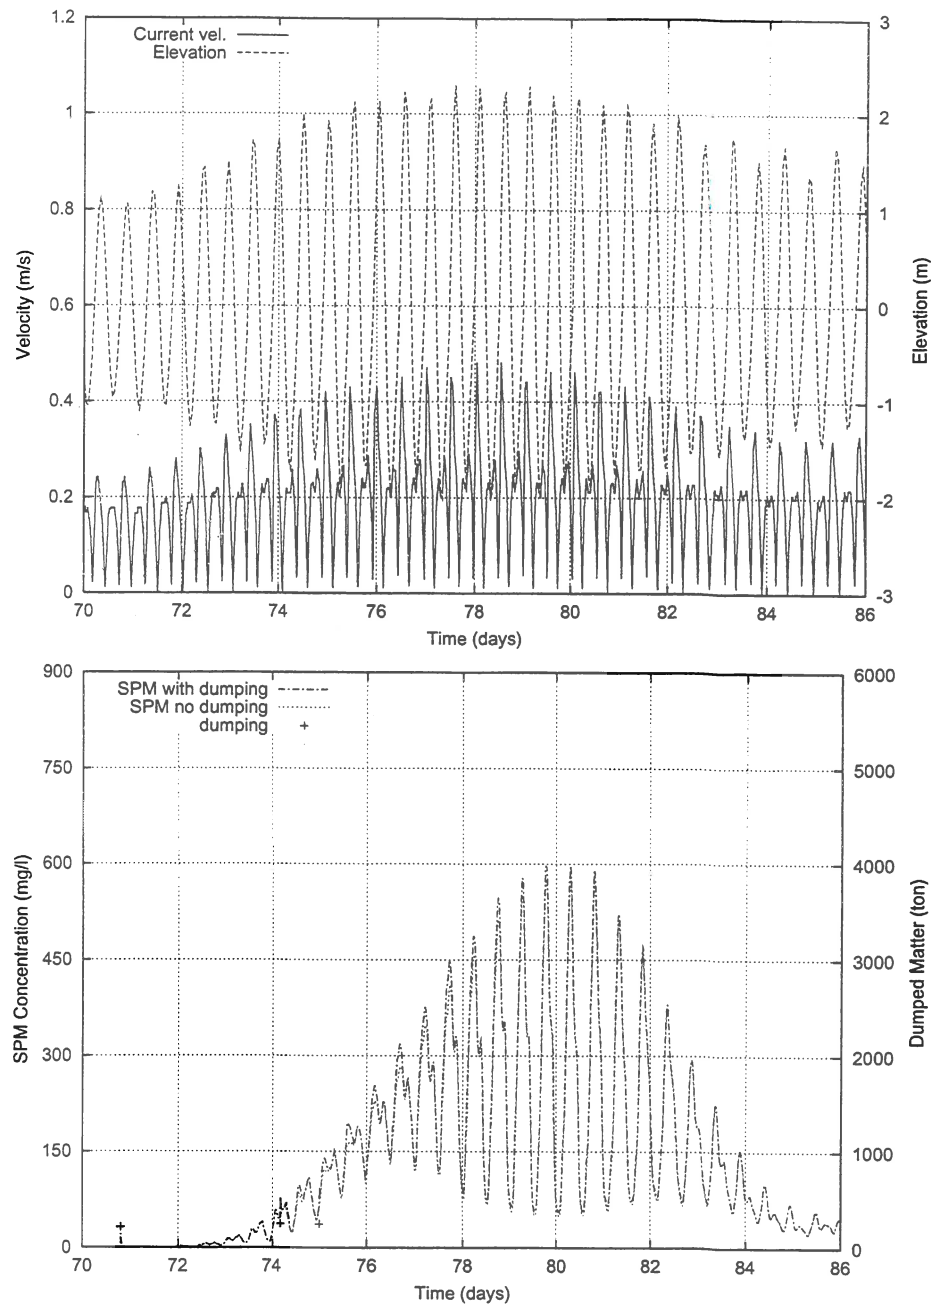 1.2
1
0.8
0.6
0.4
0.2
0
Velocity (m/s)
Current vel.
Elevation
3
2
1
0
-1
-2
-3
Elevation (m)
70 72 74 76 78 80 82 84 86
Time (days)
900
750
600
450
300
150
0
SPM Concentration (mg/l)
SPM with dumping
SPM no dumping
dumping
6000
5000
4000
3000
2000
1000
0
Dumped Matter (ton)
70 72 74 76 78 80 82 84 86
Time (days)